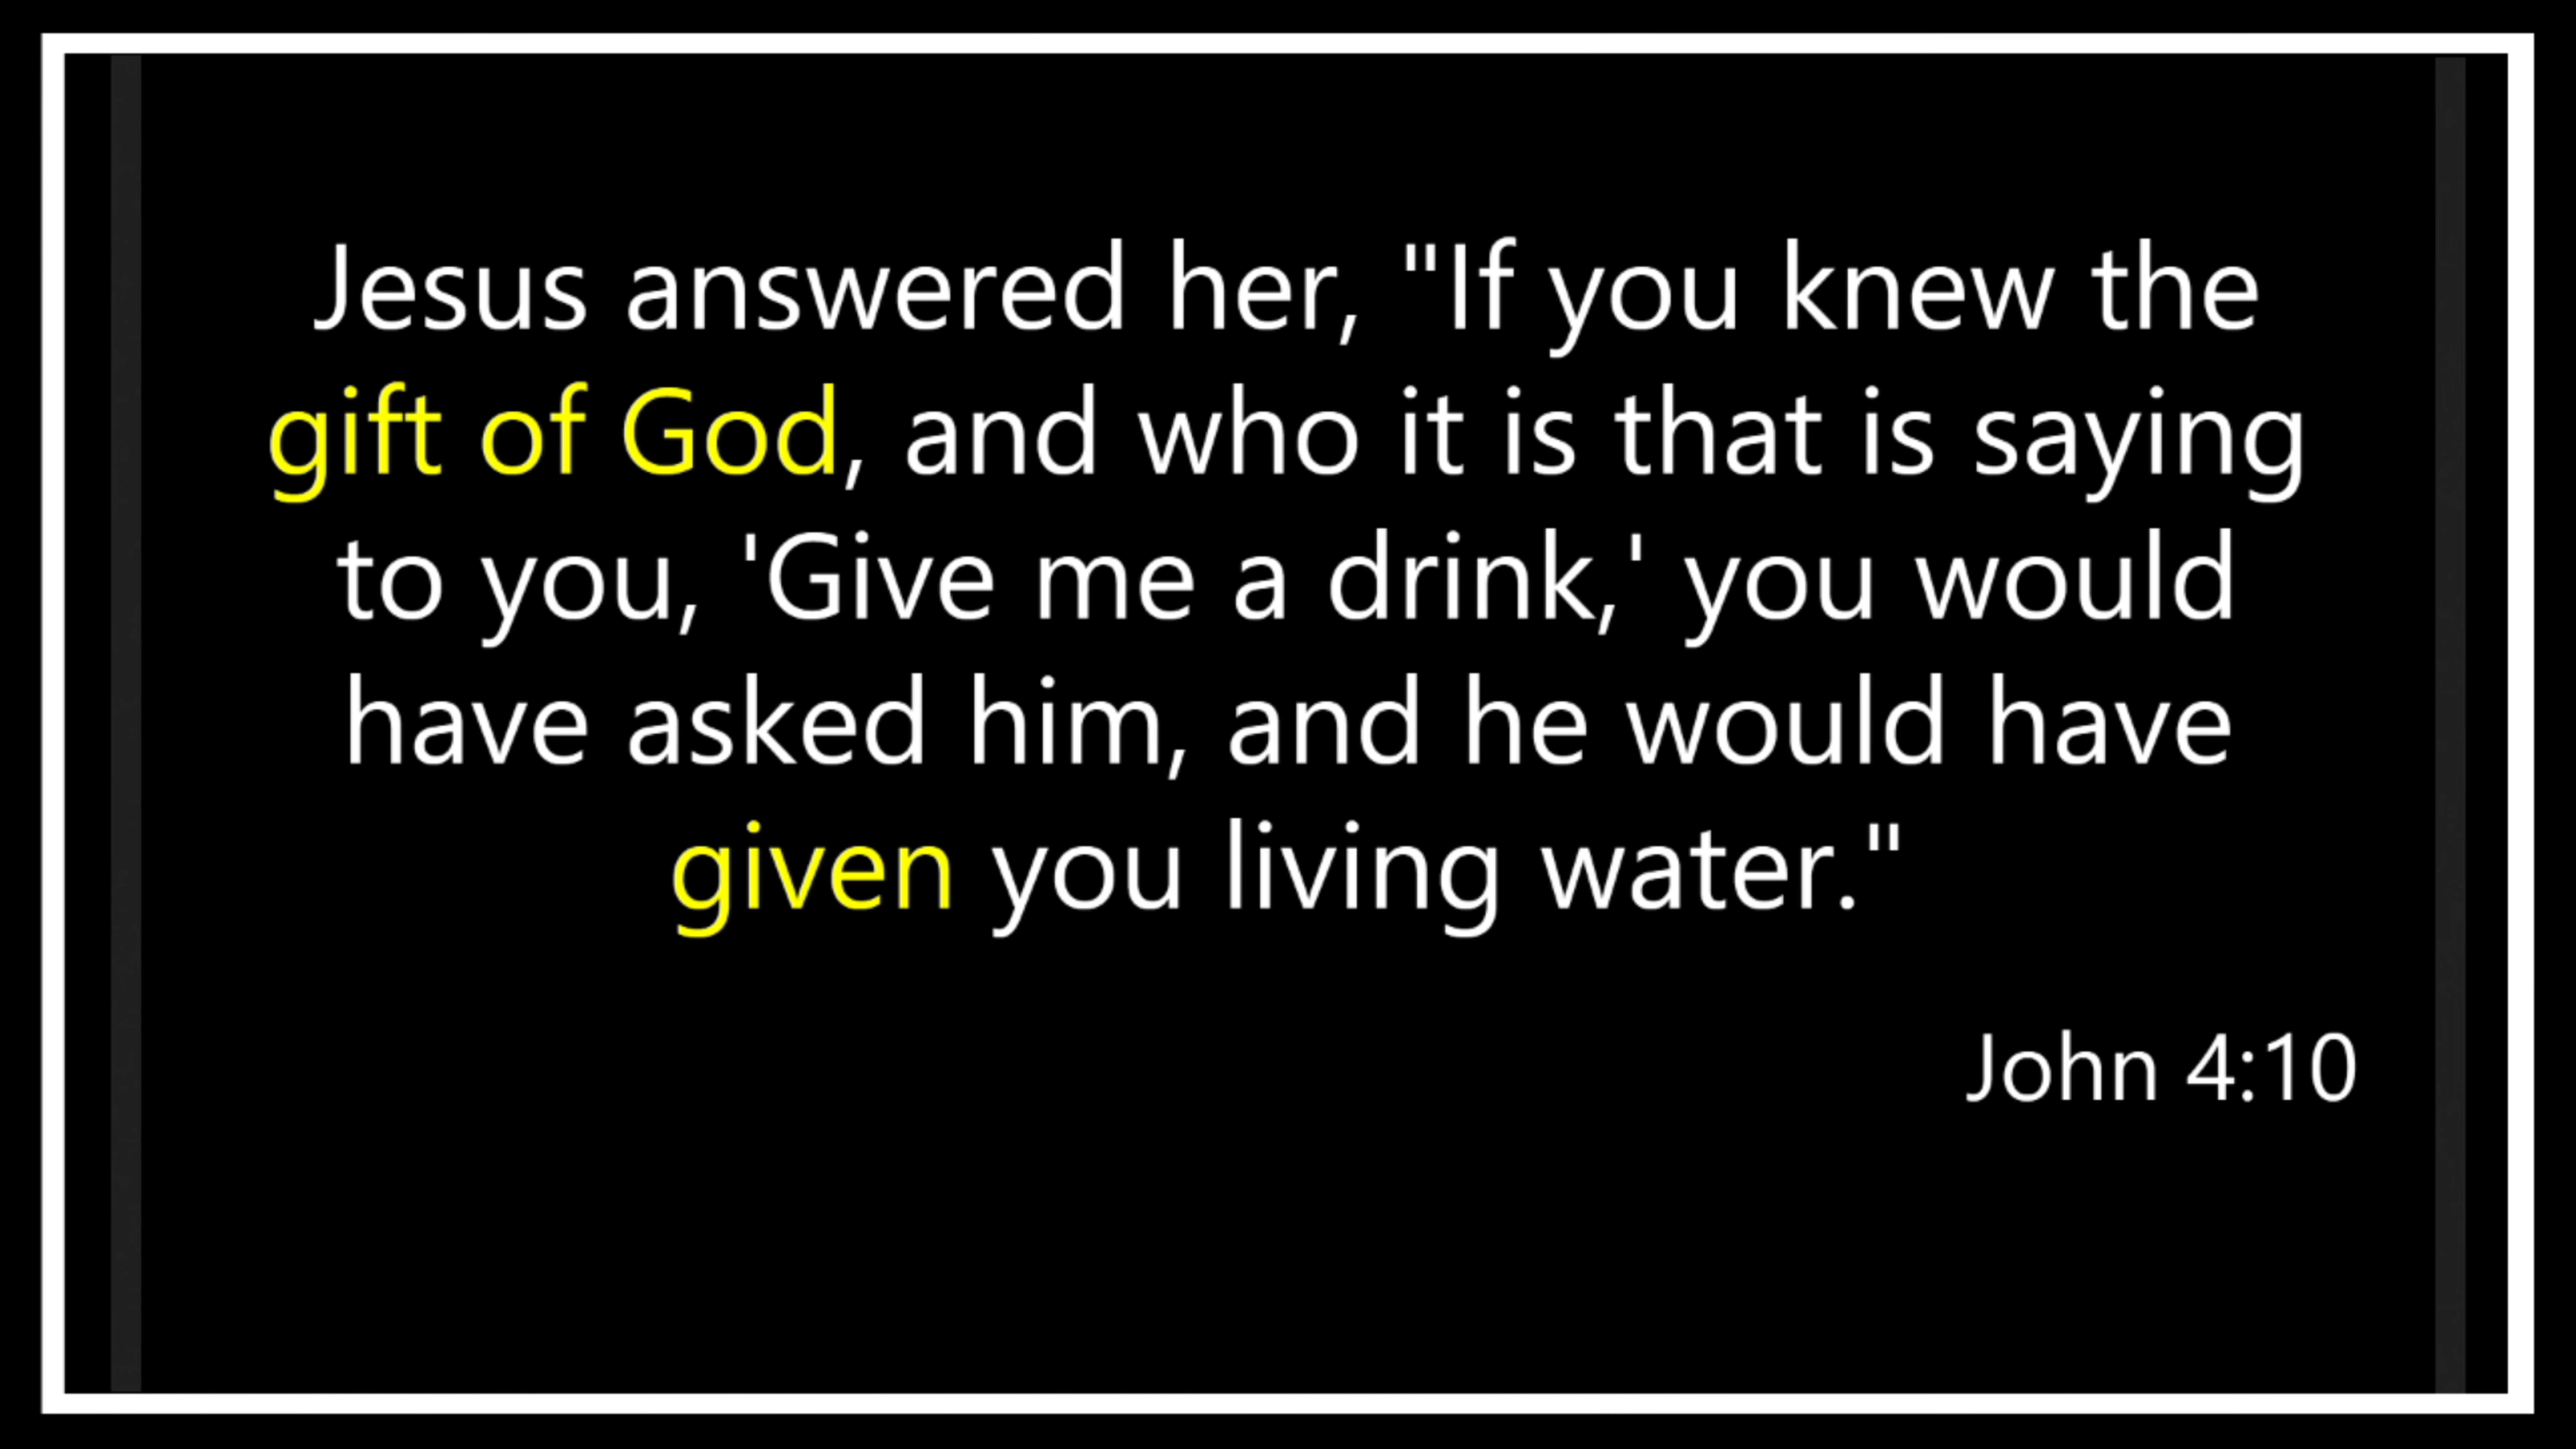 Jesus answered her, "If you knew the
gift of God, and who it is that is saying
to you, 'Give me a drink,' you would
have asked him, and he would have
given you living water."
John 4:10